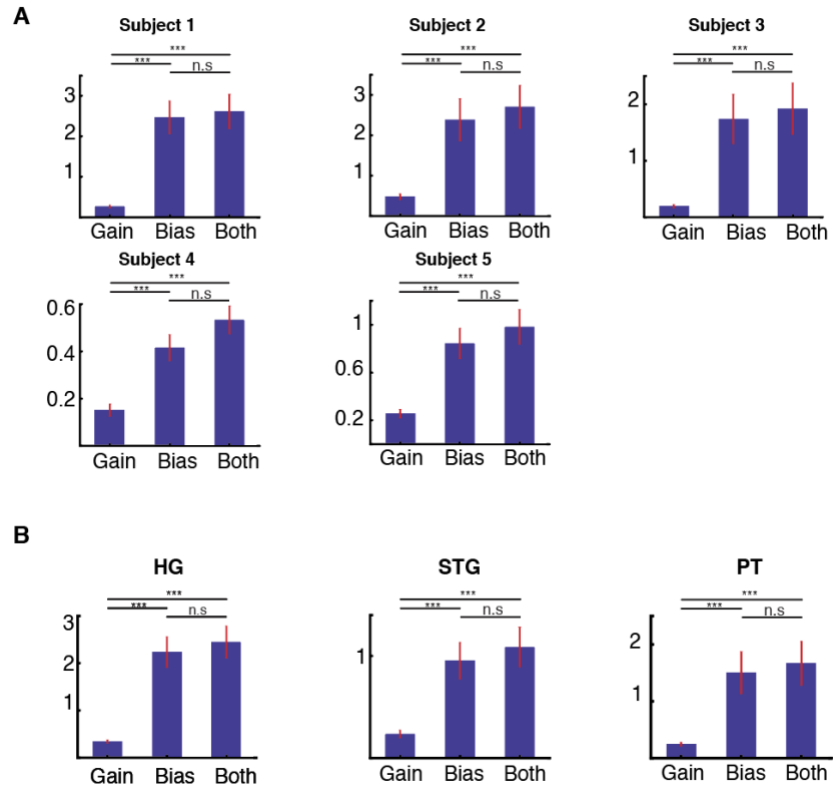 A
Subject 1
Subject 2
Subject 3
***
***
***
*** n.s
*** n.s
*** n.s
3
2
1
3
2
1
2
1
Gain Bias Both
Gain Bias Both
Gain Bias Both
Subject 4
Subject 5
***
***
*** n.s
*** n.s
0.6
0.4
0.2
1
0.6
0.2
Gain Bias Both
Gain Bias Both
B
HG
STG
PT
***
***
***
*** n.s
*** n.s
*** n.s
3
2
1
1
2
1
Gain Bias Both
Gain Bias Both
Gain Bias Both